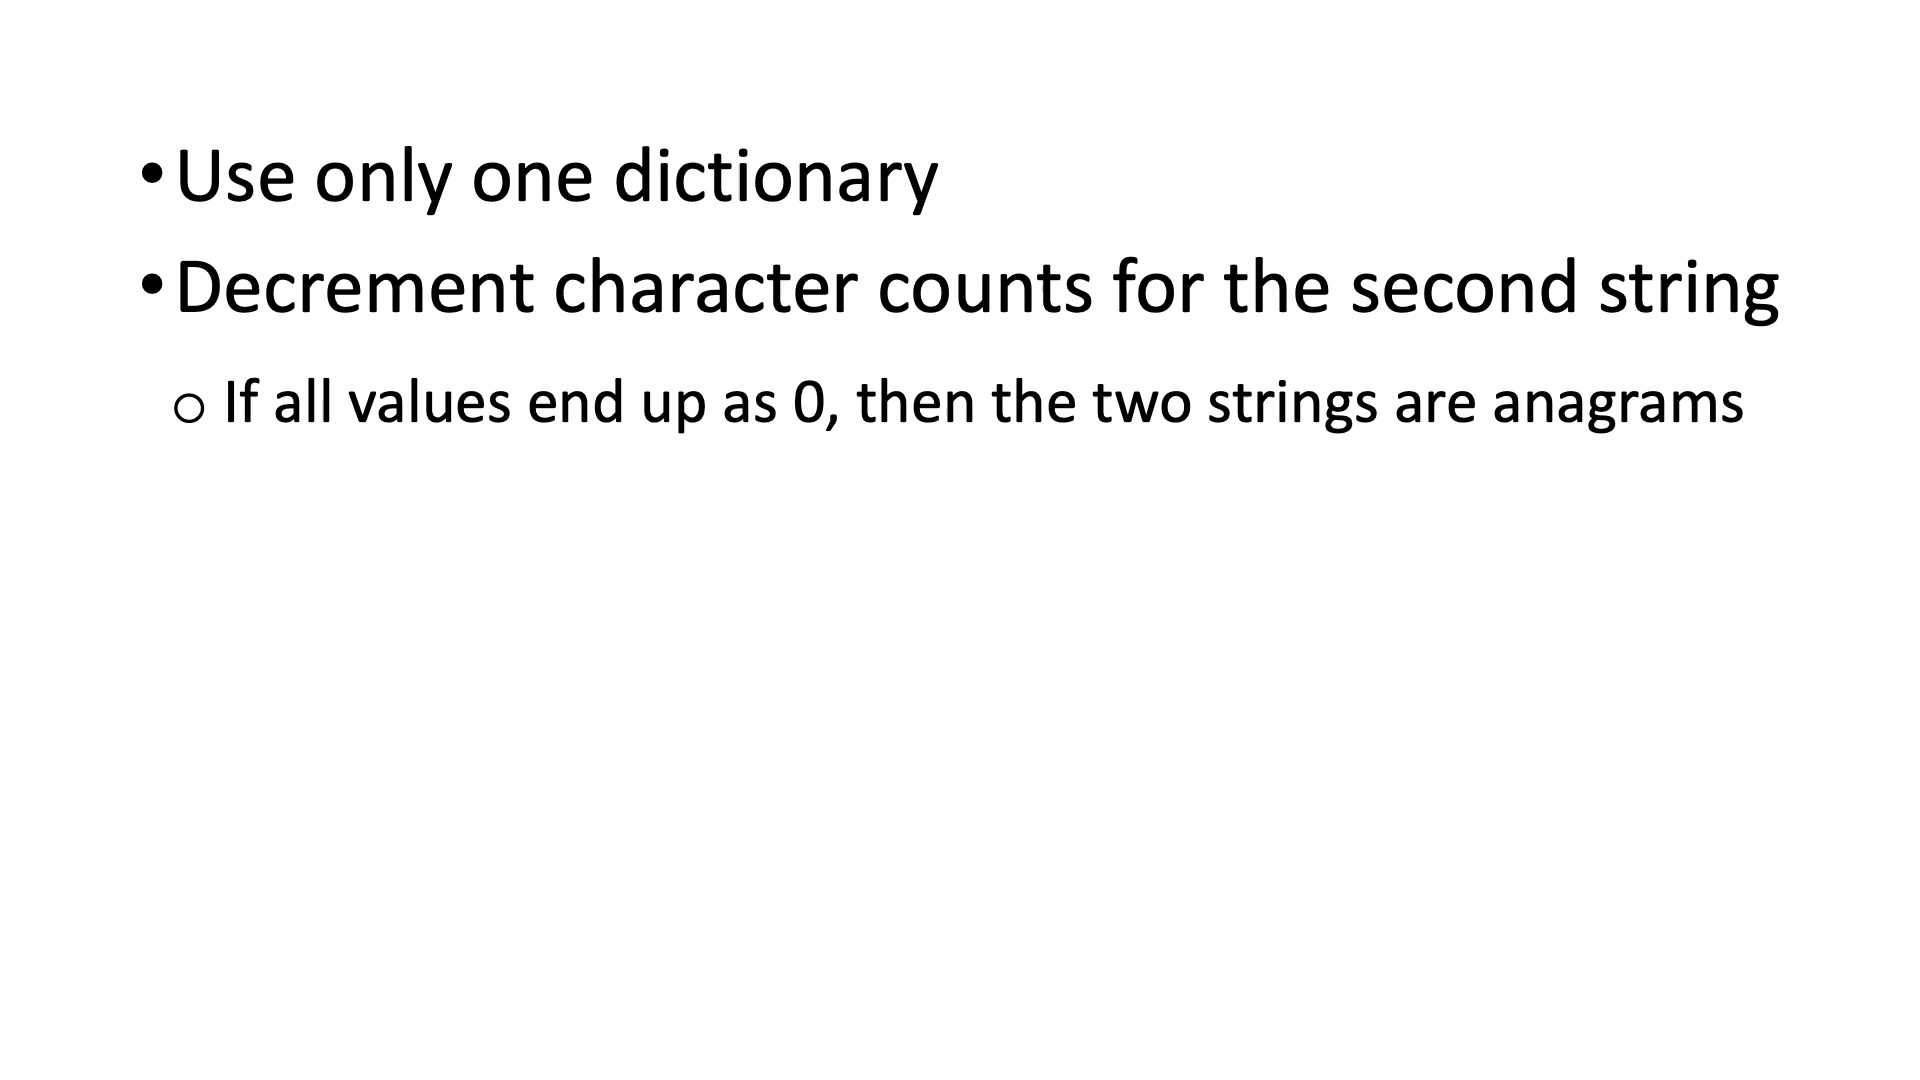 •Use only one dictionary
•Decrement character counts for the second string
o If all values end up as 0, then the two strings are anagrams